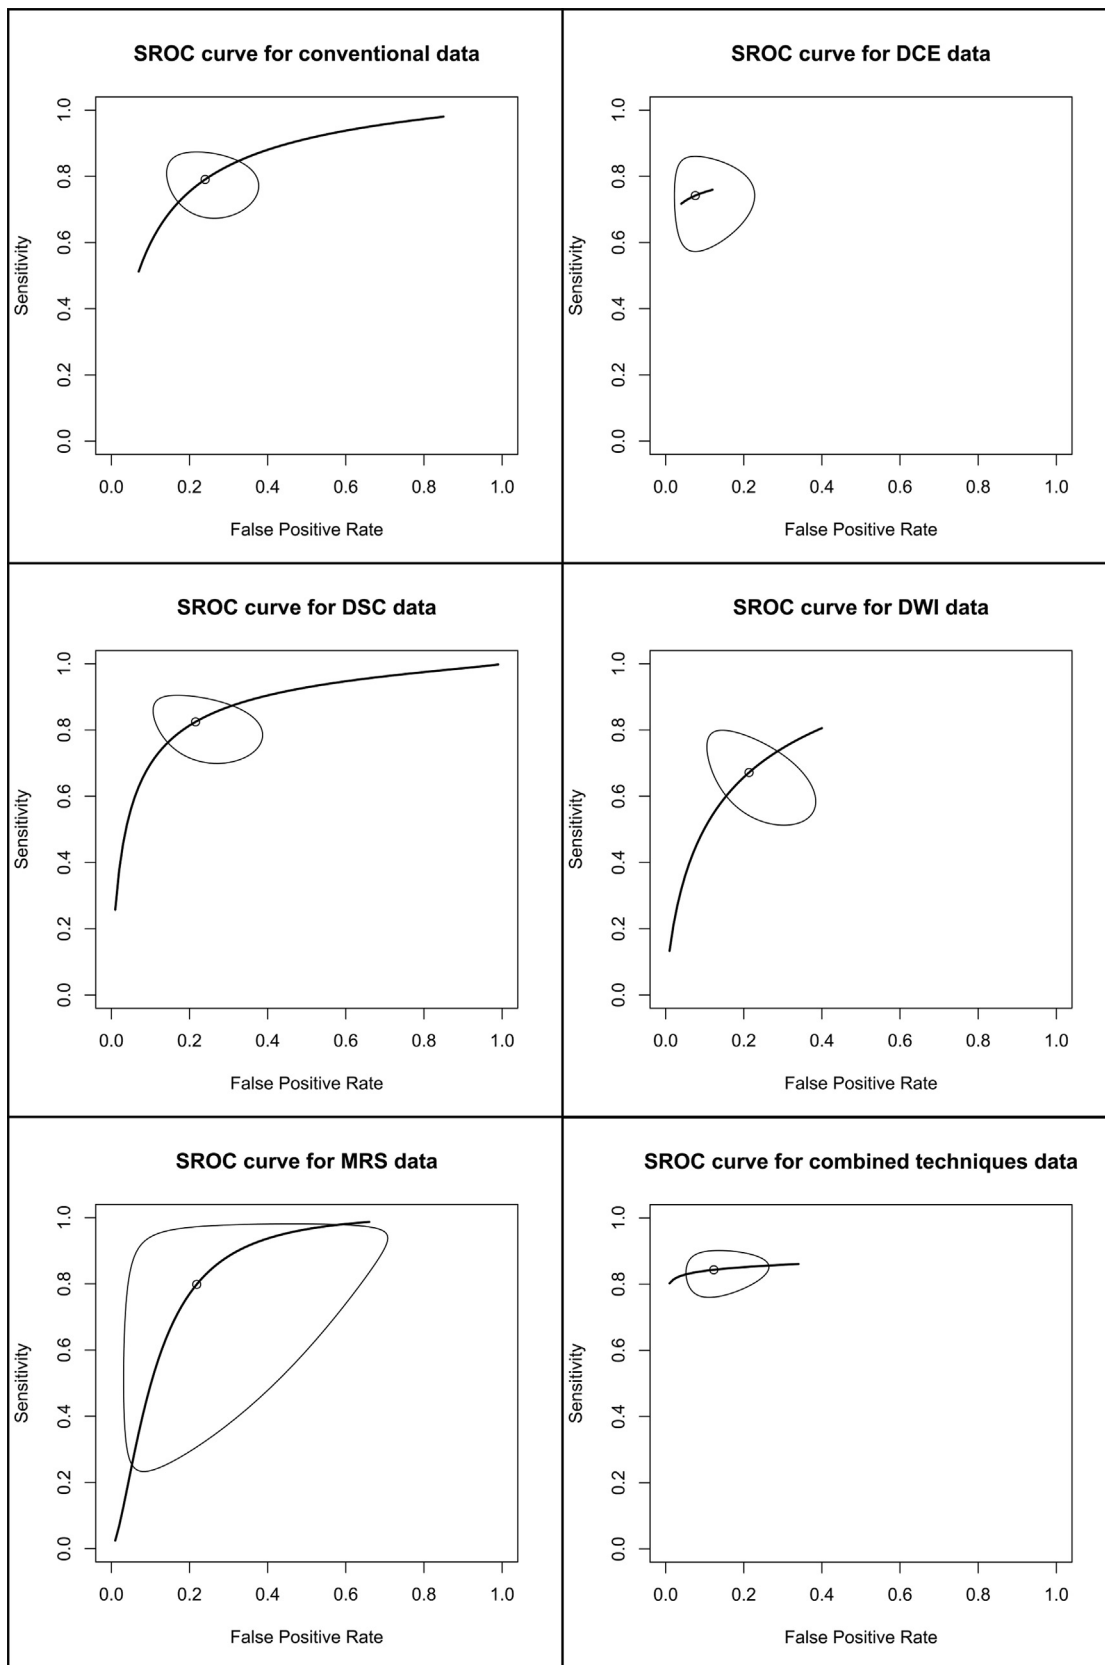 SROC curve for conventional data
Sensitivity
1.0
0.8
0.6
0.4
0.2
0.0
0.0 0.2 0.4 0.6 0.8 1.0
False Positive Rate
SROC curve for DCE data
Sensitivity
1.0
0.8
0.6
0.4
0.2
0.0
0.0 0.2 0.4 0.6 0.8 1.0
False Positive Rate
SROC curve for DSC data
Sensitivity
1.0
0.8
0.6
0.4
0.2
0.0
0.0 0.2 0.4 0.6 0.8 1.0
False Positive Rate
SROC curve for DWI data
Sensitivity
1.0
0.8
0.6
0.4
0.2
0.0
0.0 0.2 0.4 0.6 0.8 1.0
False Positive Rate
SROC curve for MRS data
Sensitivity
1.0
0.8
0.6
0.4
0.2
0.0
0.0 0.2 0.4 0.6 0.8 1.0
False Positive Rate
SROC curve for combined techniques data
Sensitivity
1.0
0.8
0.6
0.4
0.2
0.0
0.0 0.2 0.4 0.6 0.8 1.0
False Positive Rate